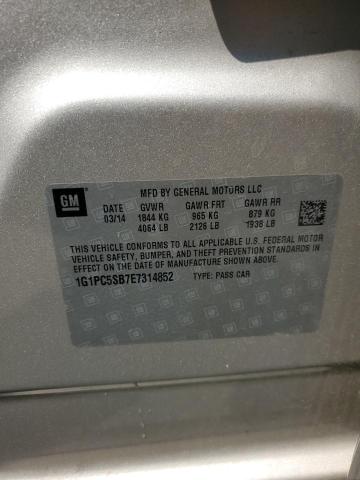 GM
MFD BY GENERAL MOTORS LLC
DATE GVWR GAWR FRT GAWR RR
03/14 1844 KG 965 KG 879 KG
4064 LB 2126 LB 1938 LB
THIS VEHICLE CONFORMS TO ALL APPLICABLE U.S. FEDERAL MOTOR
VEHICLE SAFETY, BUMPER, AND THEFT PREVENTION STANDARDS IN
EFFECT ON THE DATE OF MANUFACTURE SHOWN ABOVE.
1G1PC5SB7E7314852 TYPE: PASS CAR